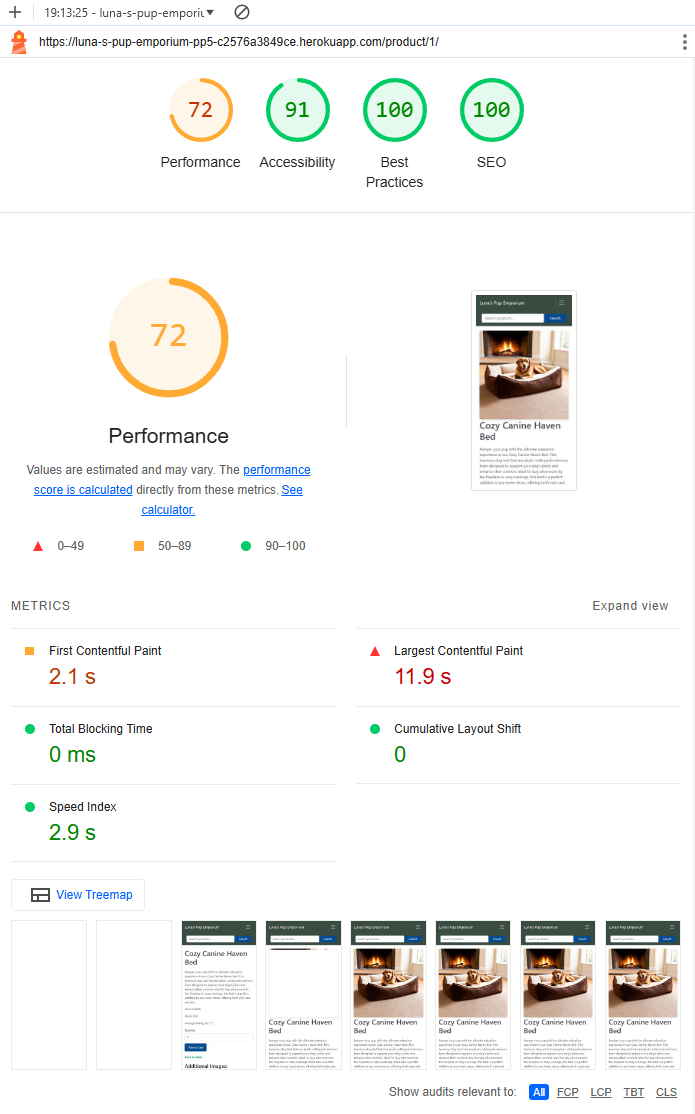 19:13:25 - luna-s-pup-emporiu
https://luna-s-pup-emporium-pp5-c2576a3849ce.herokuapp.com/product/1/
72
91
100
100
Performance
Accessibility
Best
Practices
SEO
72
Luna's Pup Emporium
Search products...
Search
Cozy Canine Haven
Bed
Performance
Values are estimated and may vary. The performance
score is calculated directly from these metrics. See
calculator.
0–49
50–89
90–100
METRICS
Expand view
First Contentful Paint
2.1 s
Largest Contentful Paint
11.9 s
Total Blocking Time
0 ms
Cumulative Layout Shift
0
Speed Index
2.9 s
View Treemap
Cozy Canine Haven
Bed
Additional Images:
Cozy Canine Haven
Bed
Cozy Canine Haven
Bed
Cozy Canine Haven
Bed
Cozy Canine Haven
Bed
Cozy Canine Haven
Bed
Show audits relevant to:
All
FCP
LCP
TBT
CLS